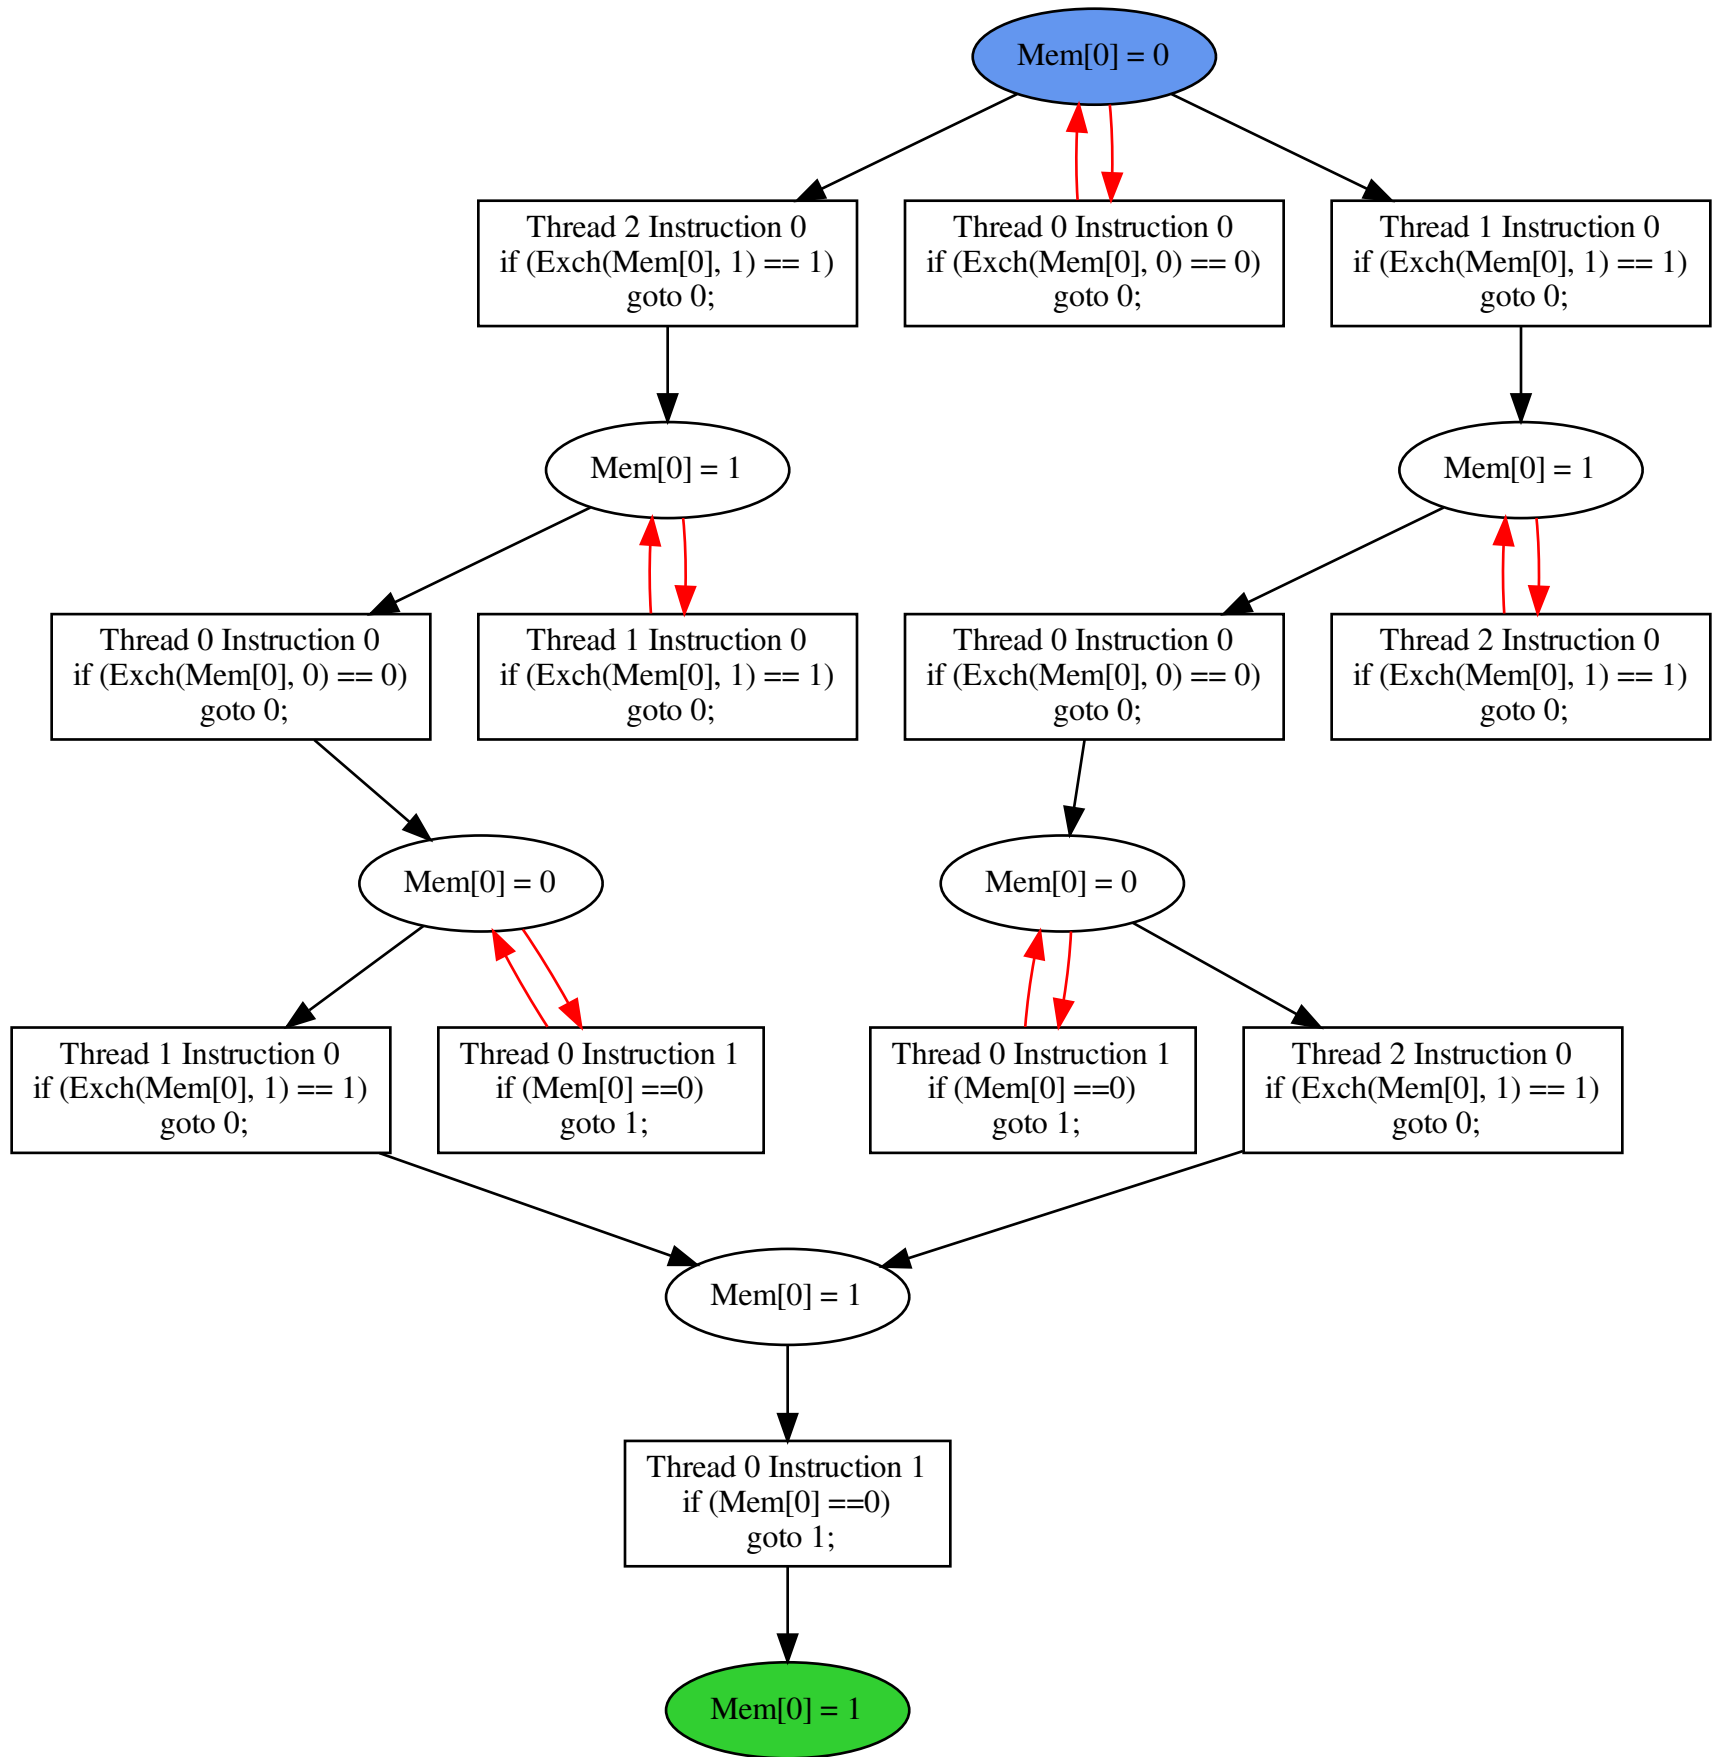 Mem[0] = 0
Thread 2 Instruction 0
if (Exch(Mem[0], 1) == 1)
goto 0;
Thread 0 Instruction 0
if (Exch(Mem[0], 0) == 0)
goto 0;
Thread 1 Instruction 0
if (Exch(Mem[0], 1) == 1)
goto 0;
Mem[0] = 1
Mem[0] = 1
Thread 0 Instruction 0
if (Exch(Mem[0], 0) == 0)
goto 0;
Thread 1 Instruction 0
if (Exch(Mem[0], 1) == 1)
goto 0;
Thread 0 Instruction 0
if (Exch(Mem[0], 0) == 0)
goto 0;
Thread 2 Instruction 0
if (Exch(Mem[0], 1) == 1)
goto 0;
Mem[0] = 0
Mem[0] = 0
Thread 1 Instruction 0
if (Exch(Mem[0], 1) == 1)
goto 0;
Thread 0 Instruction 1
if (Mem[0] ==0)
goto 1;
Thread 0 Instruction 1
if (Mem[0] ==0)
goto 1;
Thread 2 Instruction 0
if (Exch(Mem[0], 1) == 1)
goto 0;
Mem[0] = 1
Thread 0 Instruction 1
if (Mem[0] ==0)
goto 1;
Mem[0] = 1